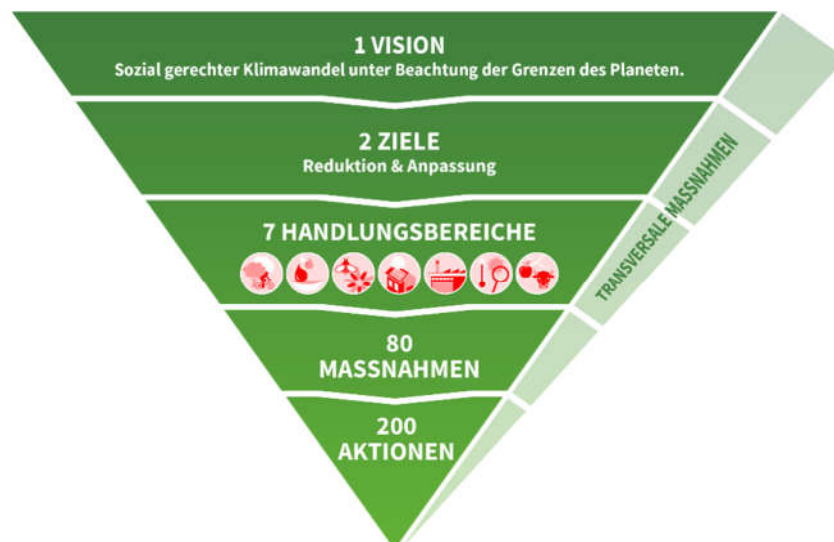 1 VISION
Sozial gerechter Klimawandel unter Beachtung der Grenzen des Planeten.
2 ZIELE
Reduktion & Anpassung
7 HANDLUNGSBEREICHE
80
MASSNAHMEN
200
AKTIONEN
TRANSVERSALE MASSNAHMEN